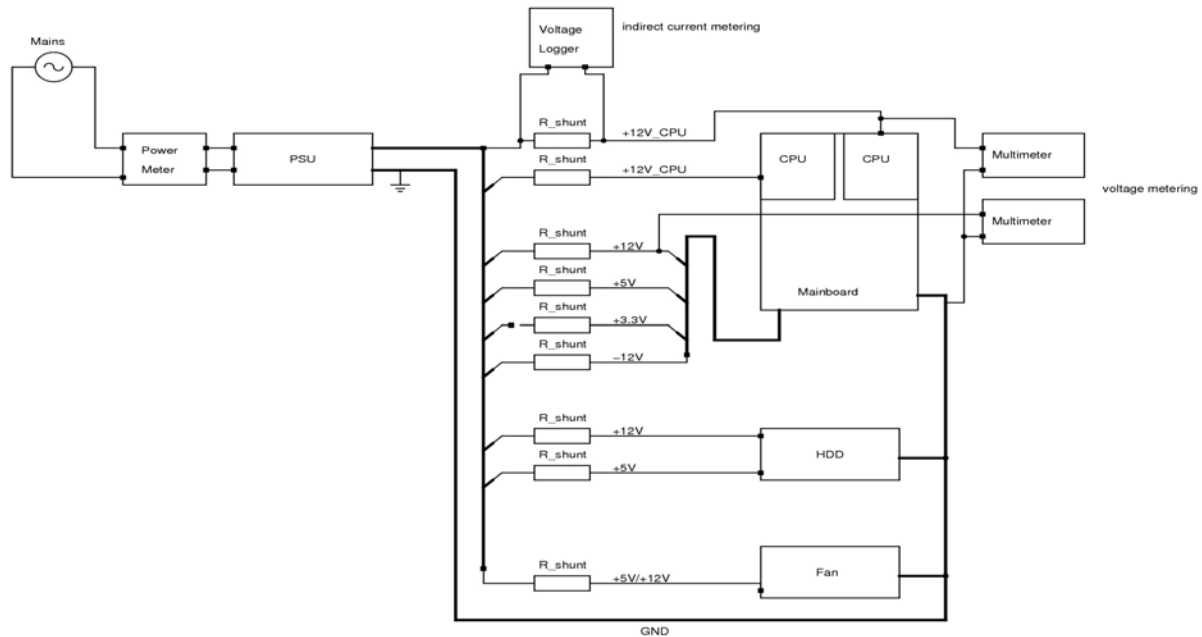 Voltage
Logger
indirect current metering
Mains
R_shunt
+12V_CPU
Power
Meter
PSU
R_shunt
+12V_CPU
CPU
CPU
Multimeter
voltage metering
Multimeter
R_shunt
+12V
R_shunt
+5V
Mainboard
R_shunt
+3.3V
R_shunt
−12V
R_shunt
+12V
HDD
R_shunt
+5V
R_shunt
+5V/+12V
Fan
GND